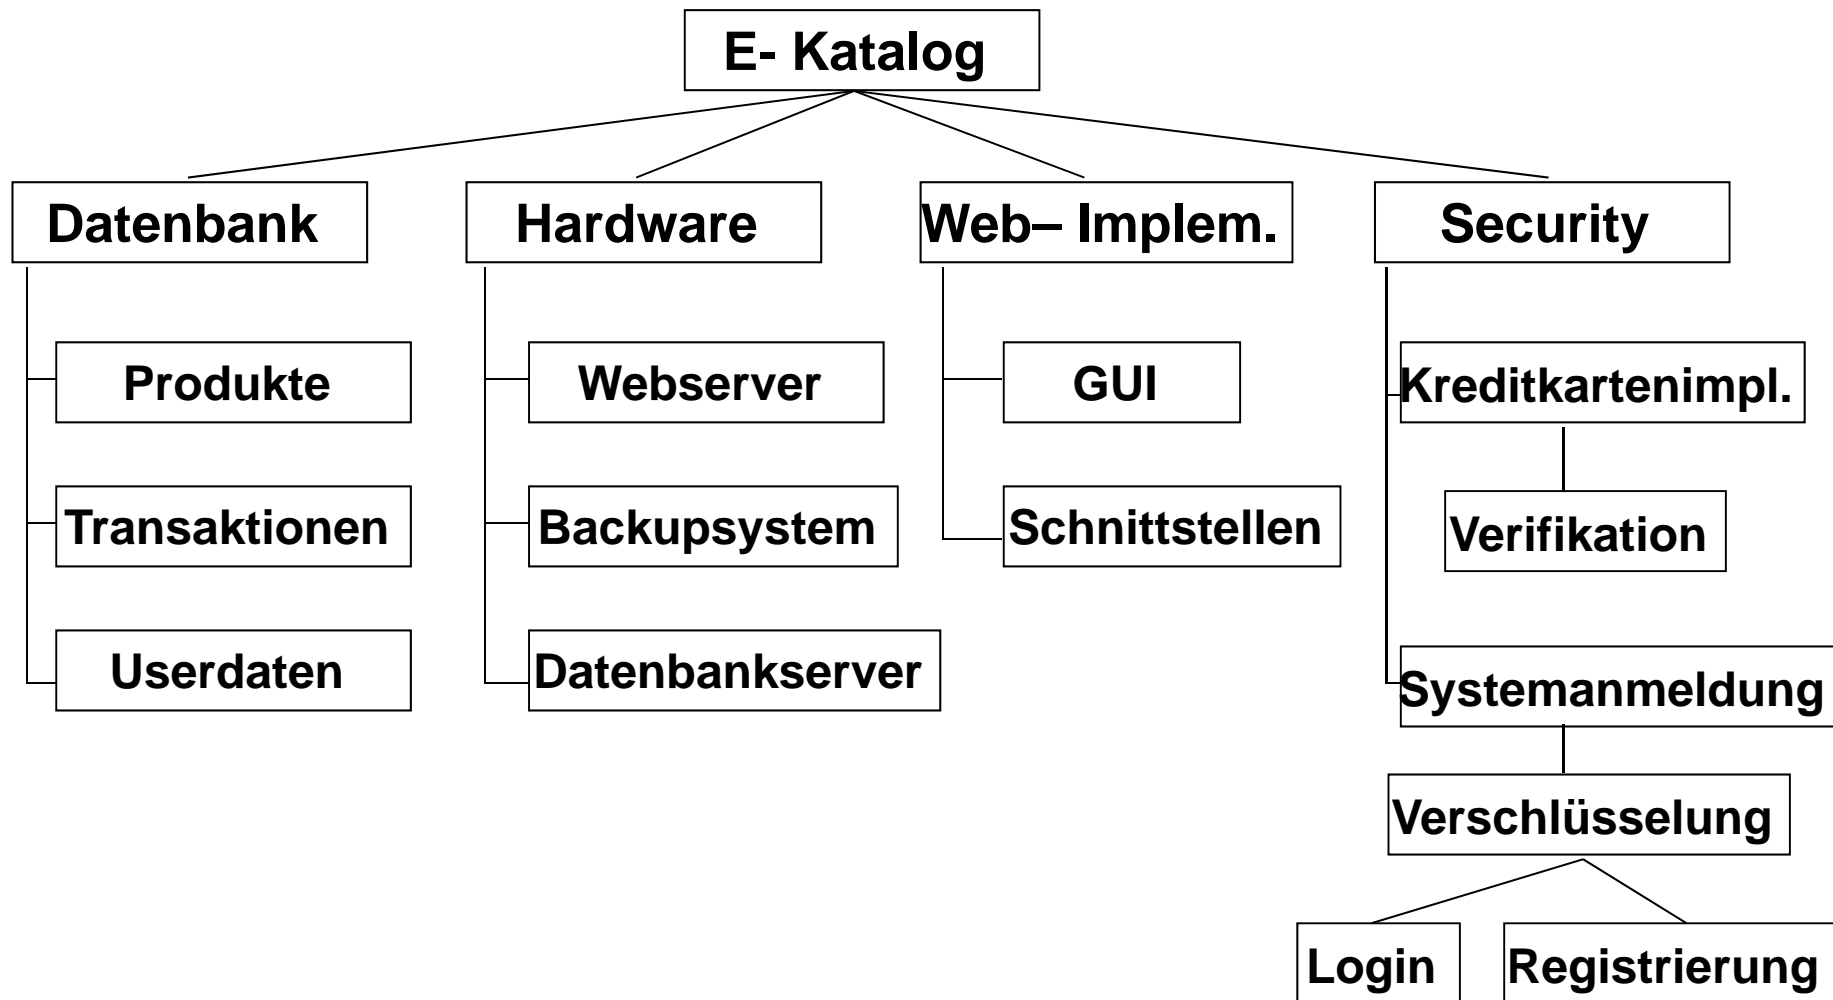 E- Katalog
Datenbank
Hardware
Web– Implem.
Security
Produkte
Webserver
GUI
Kreditkartenimpl.
Transaktionen
Backupsystem
Schnittstellen
Verifikation
Userdaten
Datenbankserver
Systemanmeldung
Verschlüsselung
Login
Registrierung